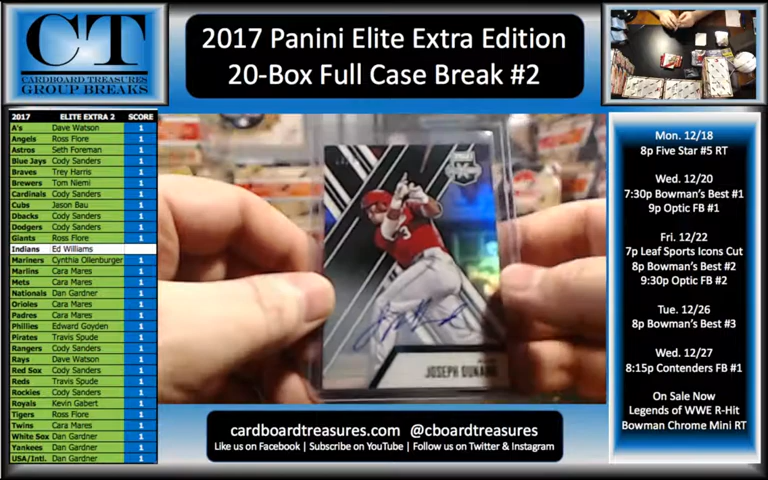 CT
CARDBOARD TREASURES
GROUP BREAKS
2017 Panini Elite Extra Edition
20-Box Full Case Break #2
2017 ELITE EXTRA 2 SCORE
A's Dave Watson 1
Angels Ross Flore 1
Astros Seth Foreman 1
Blue Jays Cody Sanders 1
Braves Trey Harris 1
Brewers Tom Niemi 1
Cardinals Cody Sanders 1
Cubs Jason Bau 1
Dbacks Cody Sanders 1
Dodgers Cody Sanders 1
Giants Ross Flore 1
Indians Ed Williams
Mariners Cynthia Ollenburger 1
Marlins Cara Mares 1
Mets Cara Mares 1
Nationals Dan Gardner 1
Orioles Cara Mares 1
Padres Cara Mares 1
Phillies Edward Goyden 1
Pirates Travis Spude 1
Rangers Cody Sanders 1
Rays Dave Watson 1
Red Sox Cody Sanders 1
Reds Travis Spude 1
Rockies Cody Sanders 1
Royals Kevin Gabert 1
Tigers Ross Flore 1
Twins Cara Mares 1
White Sox Dan Gardner 1
Yankees Dan Gardner 1
USA/Intl. Dan Gardner 1
3
JOSEPH DUNAND
Mon. 12/18
8p Five Star #5 RT
Wed. 12/20
7:30p Bowman's Best #1
9p Optic FB #1
Fri. 12/22
7p Leaf Sports Icons Cut
8p Bowman's Best #2
9:30p Optic FB #2
Tue. 12/26
8p Bowman's Best #3
Wed. 12/27
8:15p Contenders FB #1
On Sale Now
Legends of WWE R-Hit
Bowman Chrome Mini RT
cardboardtreasures.com @cboardtreasures
Like us on Facebook | Subscribe on YouTube | Follow us on Twitter & Instagram